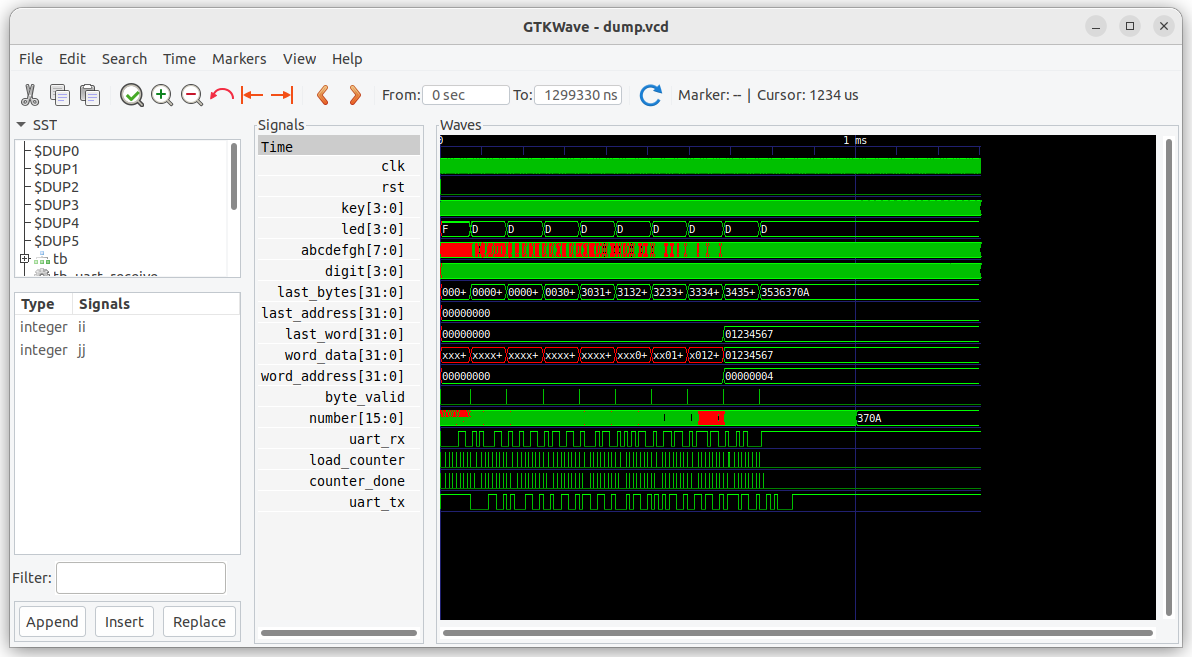 GTKWave - dump.vcd
File Edit Search Time Markers View Help
From: 0 sec To: 1299330 ns Marker: -- | Cursor: 1234 us
SST
$DUP0
$DUP1
$DUP2
$DUP3
$DUP4
$DUP5
tb
tb_uart_receive
Type Signals
integer ii
integer jj
Filter:
Append Insert Replace
Signals
Time
clk
rst
key[3:0]
led[3:0]
abcdefgh[7:0]
digit[3:0]
last_bytes[31:0]
last_address[31:0]
last_word[31:0]
word_data[31:0]
word_address[31:0]
byte_valid
number[15:0]
uart_rx
load_counter
counter_done
uart_tx
Waves
1 ms
F D D D D D D D D
000+ 0000+ 0000+ 0030+ 3031+ 3132+ 3233+ 3334+ 3435+ 3536370A
00000000
00000000 01234567
xxx+ xxxx+ xxxx+ xxxx+ xxxx+ xxx0+ xx01+ x012+ 01234567
00000000 00000004
370A